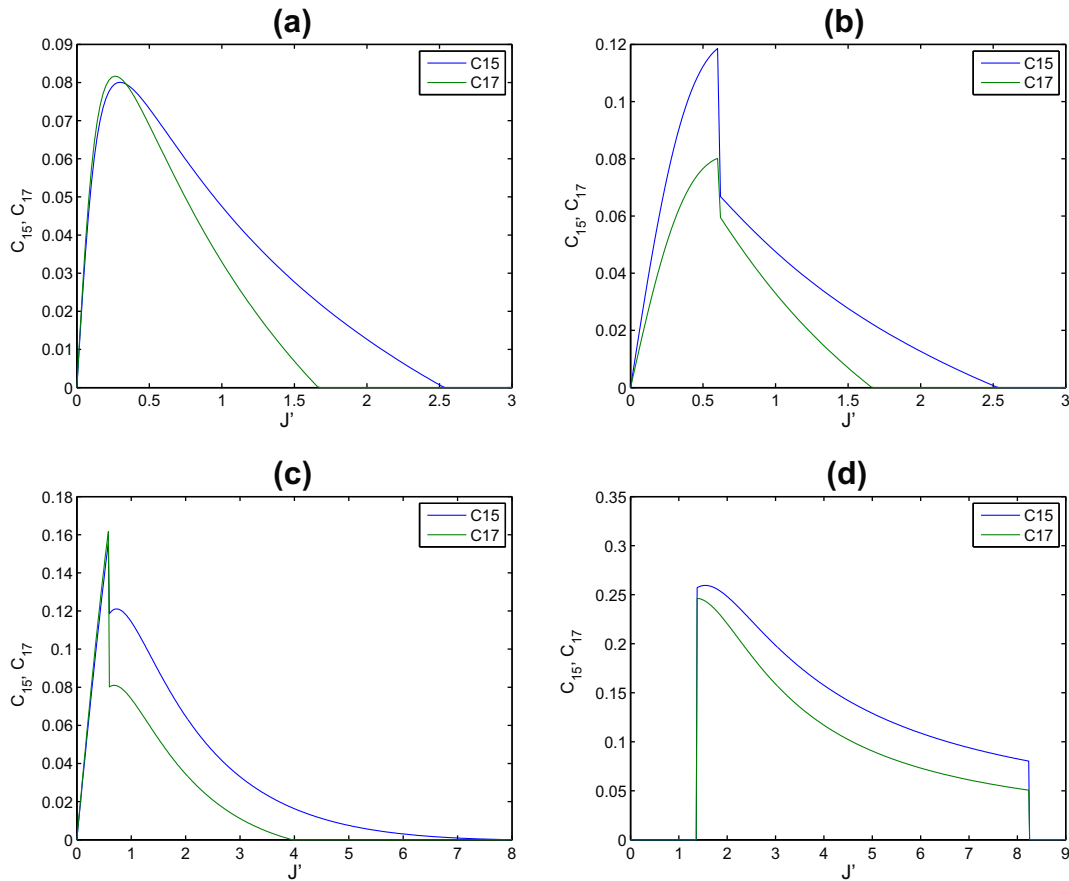 (a)
0.09
0.08
0.07
0.06
0.05
0.04
0.03
0.02
0.01
0
C15, C17
0 0.5 1 1.5 2 2.5 3
J'
C15
C17
(b)
0.12
0.1
0.08
0.06
0.04
0.02
0
C15, C17
0 0.5 1 1.5 2 2.5 3
J'
C15
C17
(c)
0.18
0.16
0.14
0.12
0.1
0.08
0.06
0.04
0.02
0
C15, C17
0 1 2 3 4 5 6 7 8
J'
C15
C17
(d)
0.35
0.3
0.25
0.2
0.15
0.1
0.05
0
C15, C17
0 1 2 3 4 5 6 7 8 9
J'
C15
C17